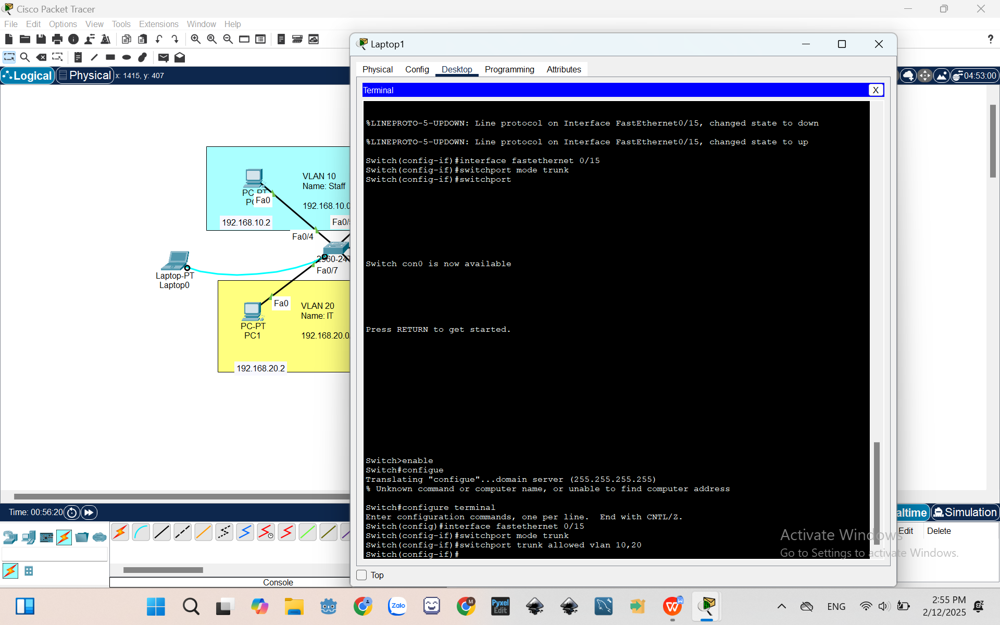 Cisco Packet Tracer
File Edit Options View Tools Extensions Window Help
?
Logical Physical x: 1415, y: 407
04:53:00
PC-PT
Fa0
VLAN 10
Name: Staff
192.168.10.0
192.168.10.2
Fa0/
Fa0/4
2960-24T
Fa0/7
Laptop-PT
Laptop0
Fa0
VLAN 20
Name: IT
PC-PT
PC1
192.168.20.0
192.168.20.2
Time: 00:56:20
Console
Laptop1
Physical Config Desktop Programming Attributes
Terminal
X
%LINEPROTO-5-UPDOWN: Line protocol on Interface FastEthernet0/15, changed state to down
%LINEPROTO-5-UPDOWN: Line protocol on Interface FastEthernet0/15, changed state to up
Switch(config-if)#interface fastethernet 0/15
Switch(config-if)#switchport mode trunk
Switch(config-if)#switchport
Switch con0 is now available
Press RETURN to get started.
Switch>enable
Switch#configue
Translating "configue"...domain server (255.255.255.255)
% Unknown command or computer name, or unable to find computer address
Switch#configure terminal
Enter configuration commands, one per line. End with CNTL/Z.
Switch(config)#interface fastethernet 0/15
Switch(config-if)#switchport mode trunk
Switch(config-if)#switchport trunk allowed vlan 10,20
Switch(config-if)#
Top
altime Simulation
Edit Delete
Activate Windows
Go to Settings to activate Windows.
Zalo
M
Pyxel
Edit
W
ENG
2:55 PM
2/12/2025